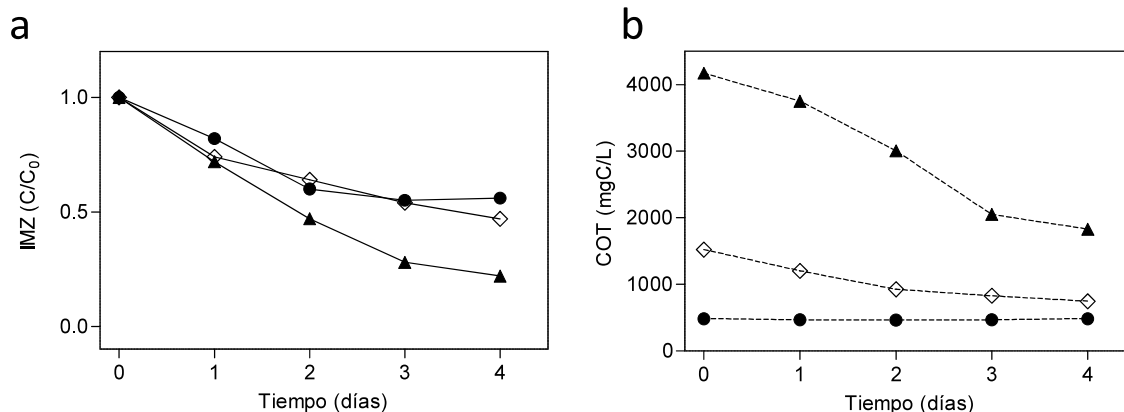 a
IMZ (C/C0)
1.0
0.5
0.0
0 1 2 3 4
Tiempo (días)
b
COT (mgC/L)
4000
3000
2000
1000
0
0 1 2 3 4
Tiempo (días)